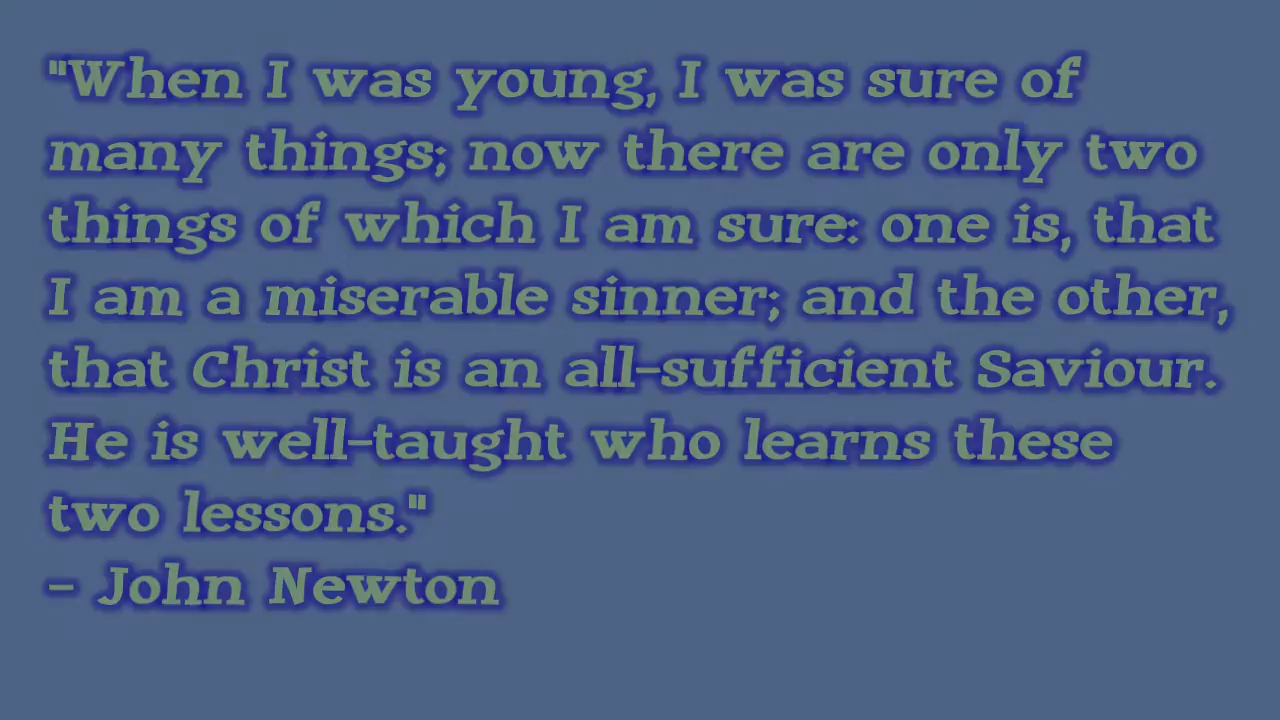 "When I was young, I was sure of
many things; now there are only two
things of which I am sure: one is, that
I am a miserable sinner; and the other,
that Christ is an all-sufficient Saviour.
He is well-taught who learns these
two lessons."
- John Newton